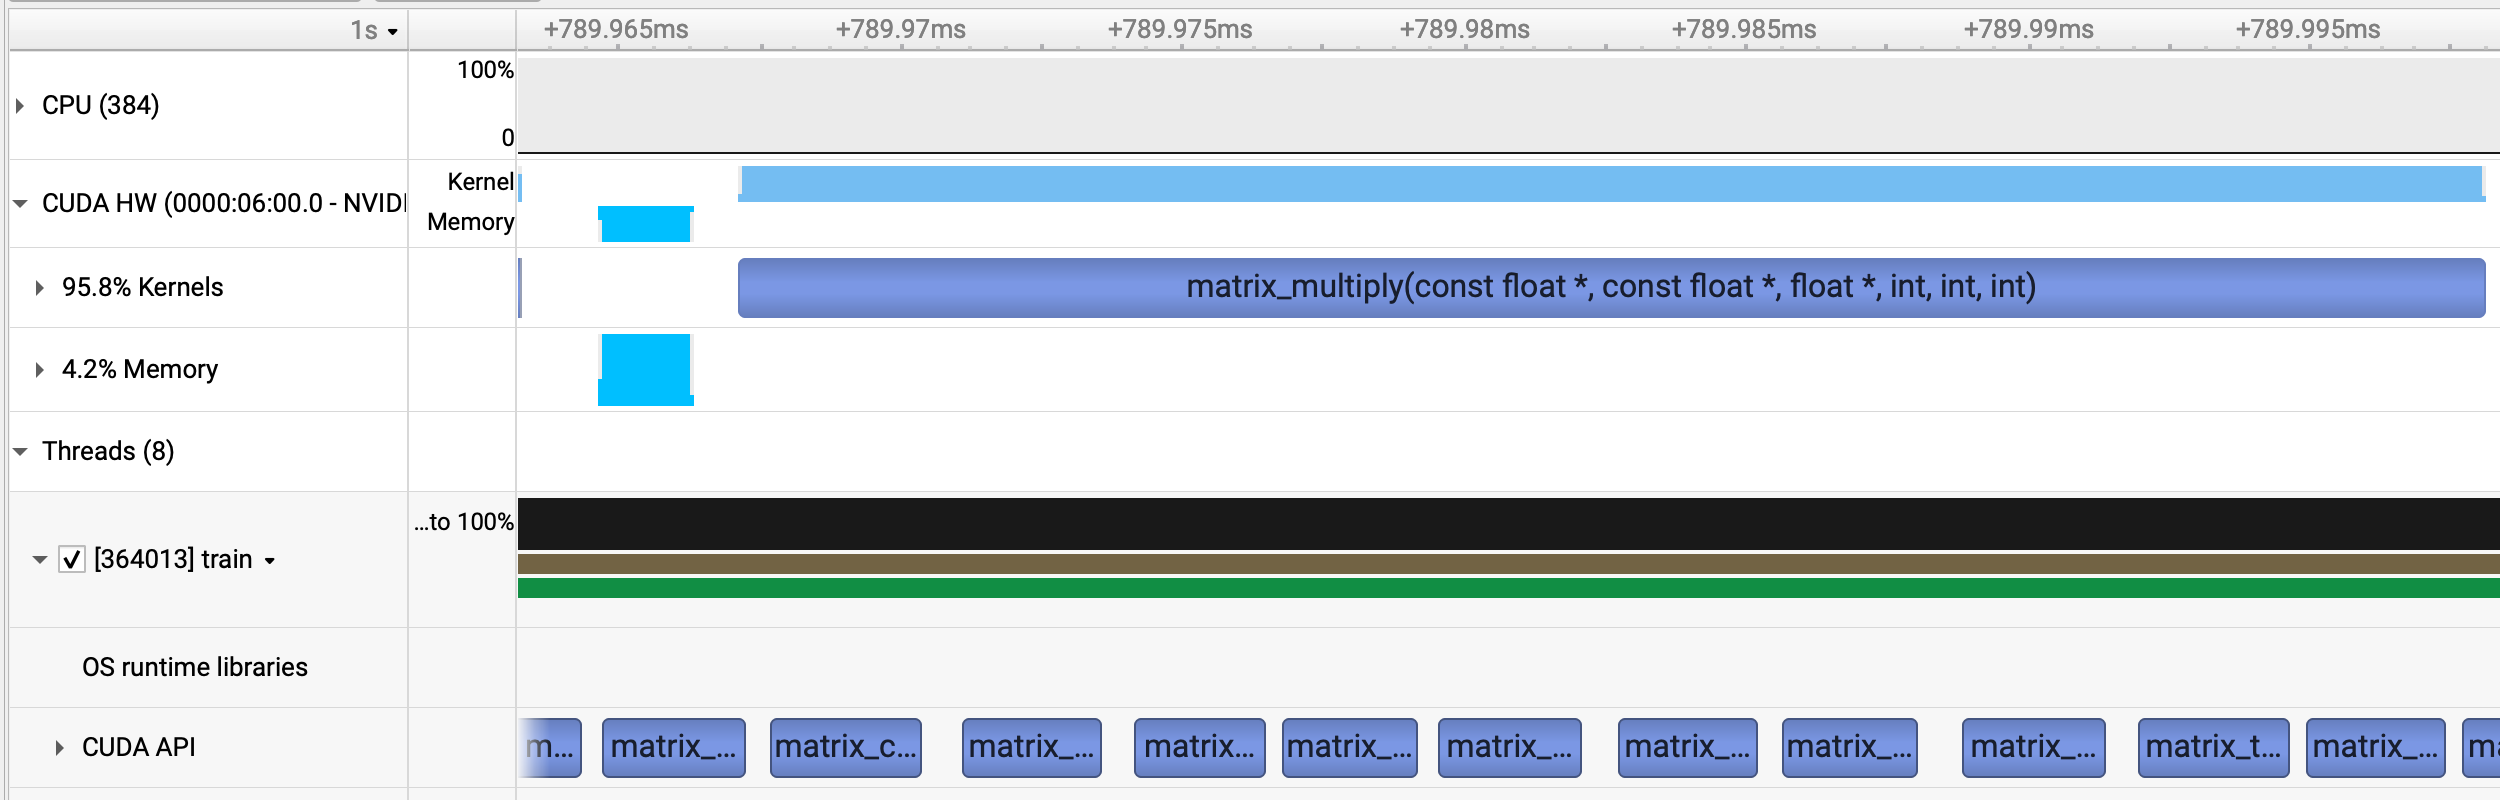 1s +789.965ms +789.97ms +789.975ms +789.98ms +789.985ms +789.99ms +789.995ms
CPU (384) 100%
0
CUDA HW (0000:06:00.0 - NVIDI Kernel
Memory
95.8% Kernels matrix_multiply(const float *, const float *, float *, int, int, int)
4.2% Memory
Threads (8)
...to 100%
[364013] train
OS runtime libraries
CUDA API m... matrix_... matrix_c... matrix_... matrix... matrix_... matrix_... matrix_... matrix_... matrix_... matrix_t... matrix_... ma